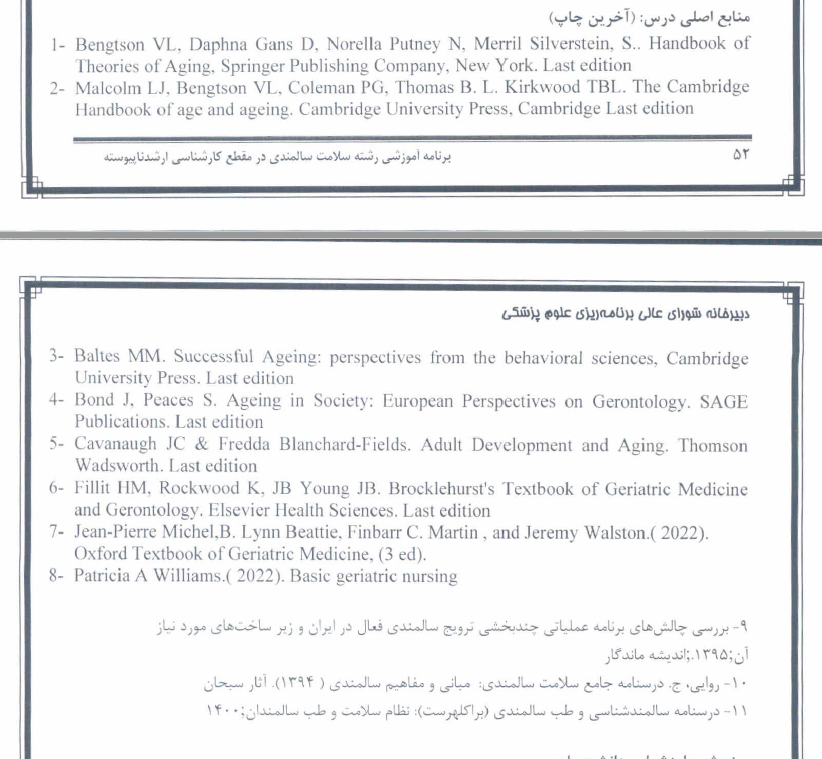 منابع اصلی درس: (آخرین چاپ)
1- Bengtson VL, Daphna Gans D, Norella Putney N, Merril Silverstein, S.. Handbook of
Theories of Aging, Springer Publishing Company, New York. Last edition
2- Malcolm LJ, Bengtson VL, Coleman PG, Thomas B. L. Kirkwood TBL. The Cambridge
Handbook of age and ageing. Cambridge University Press, Cambridge Last edition
برنامه آموزشی رشته سلامت سالمندی در مقطع کارشناسی ارشدناپیوسته ۵۲
دبیرخانه شورای عالی برنامه‌ریزی علوم پزشکی
3- Baltes MM. Successful Ageing: perspectives from the behavioral sciences, Cambridge
University Press. Last edition
4- Bond J, Peaces S. Ageing in Society: European Perspectives on Gerontology. SAGE
Publications. Last edition
5- Cavanaugh JC & Fredda Blanchard-Fields. Adult Development and Aging. Thomson
Wadsworth. Last edition
6- Fillit HM, Rockwood K, JB Young JB. Brocklehurst's Textbook of Geriatric Medicine
and Gerontology. Elsevier Health Sciences. Last edition
7- Jean-Pierre Michel,B. Lynn Beattie, Finbarr C. Martin , and Jeremy Walston.( 2022).
Oxford Textbook of Geriatric Medicine, (3 ed).
8- Patricia A Williams.( 2022). Basic geriatric nursing
۹- بررسی چالش‌های برنامه عملیاتی چندبخشی ترویج سالمندی فعال در ایران و زیر ساخت‌های مورد نیاز
آن;۱۳۹۵.;اندیشه ماندگار
۱۰- روایی، ج. درسنامه جامع سلامت سالمندی: مبانی و مفاهیم سالمندی ( ۱۳۹۴). آثار سبحان
۱۱- درسنامه سالمندشناسی و طب سالمندی (براکلهرست): نظام سلامت و طب سالمندان;۱۴۰۰